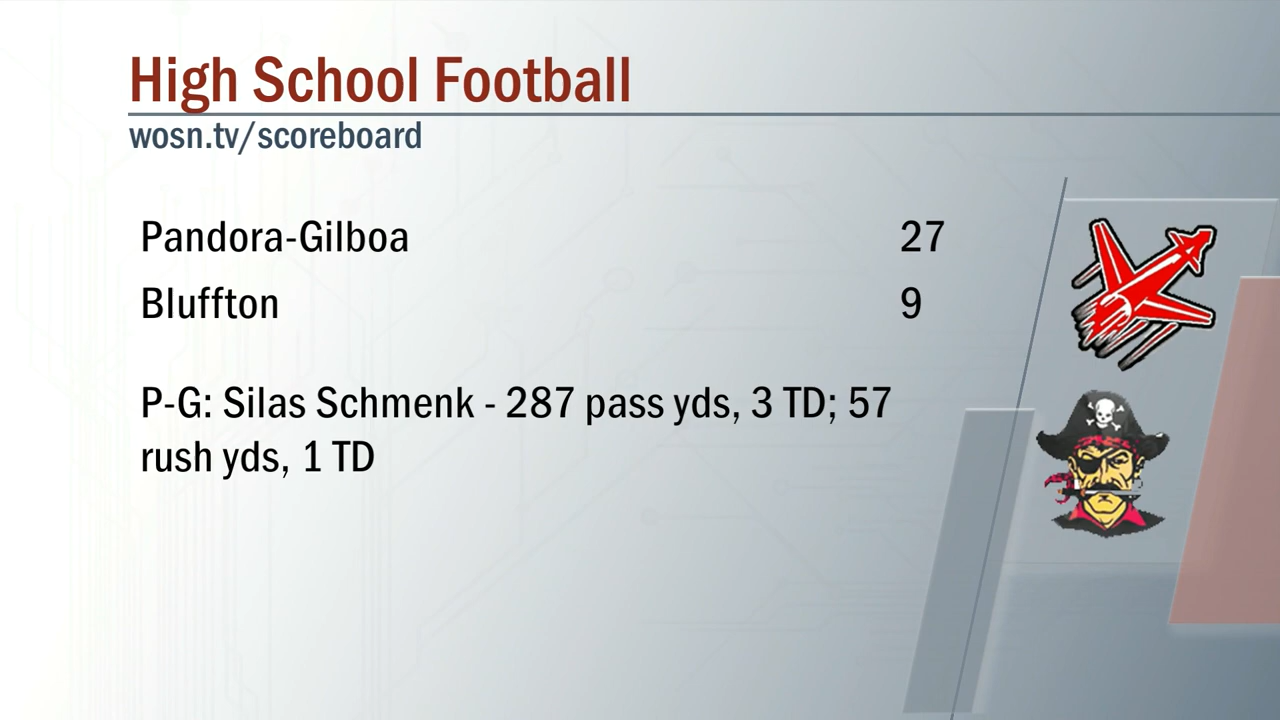 High School Football
wosn.tv/scoreboard
Pandora-Gilboa 27
Bluffton 9
P-G: Silas Schmenk - 287 pass yds, 3 TD; 57
rush yds, 1 TD